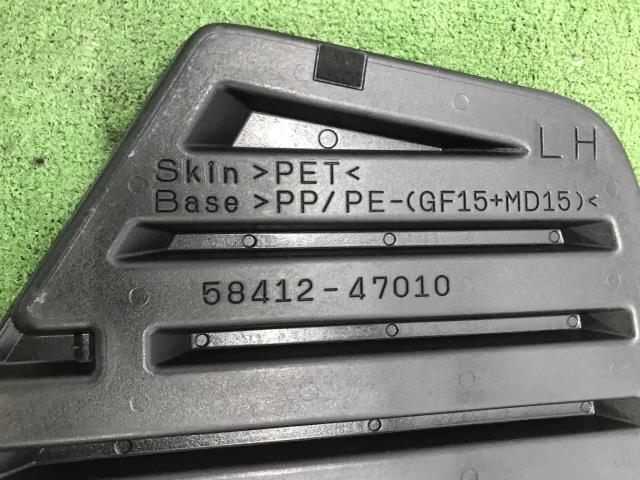 LH
Skin >PET<
Base >PP/PE-(GF15+MD15)<
58412-47010